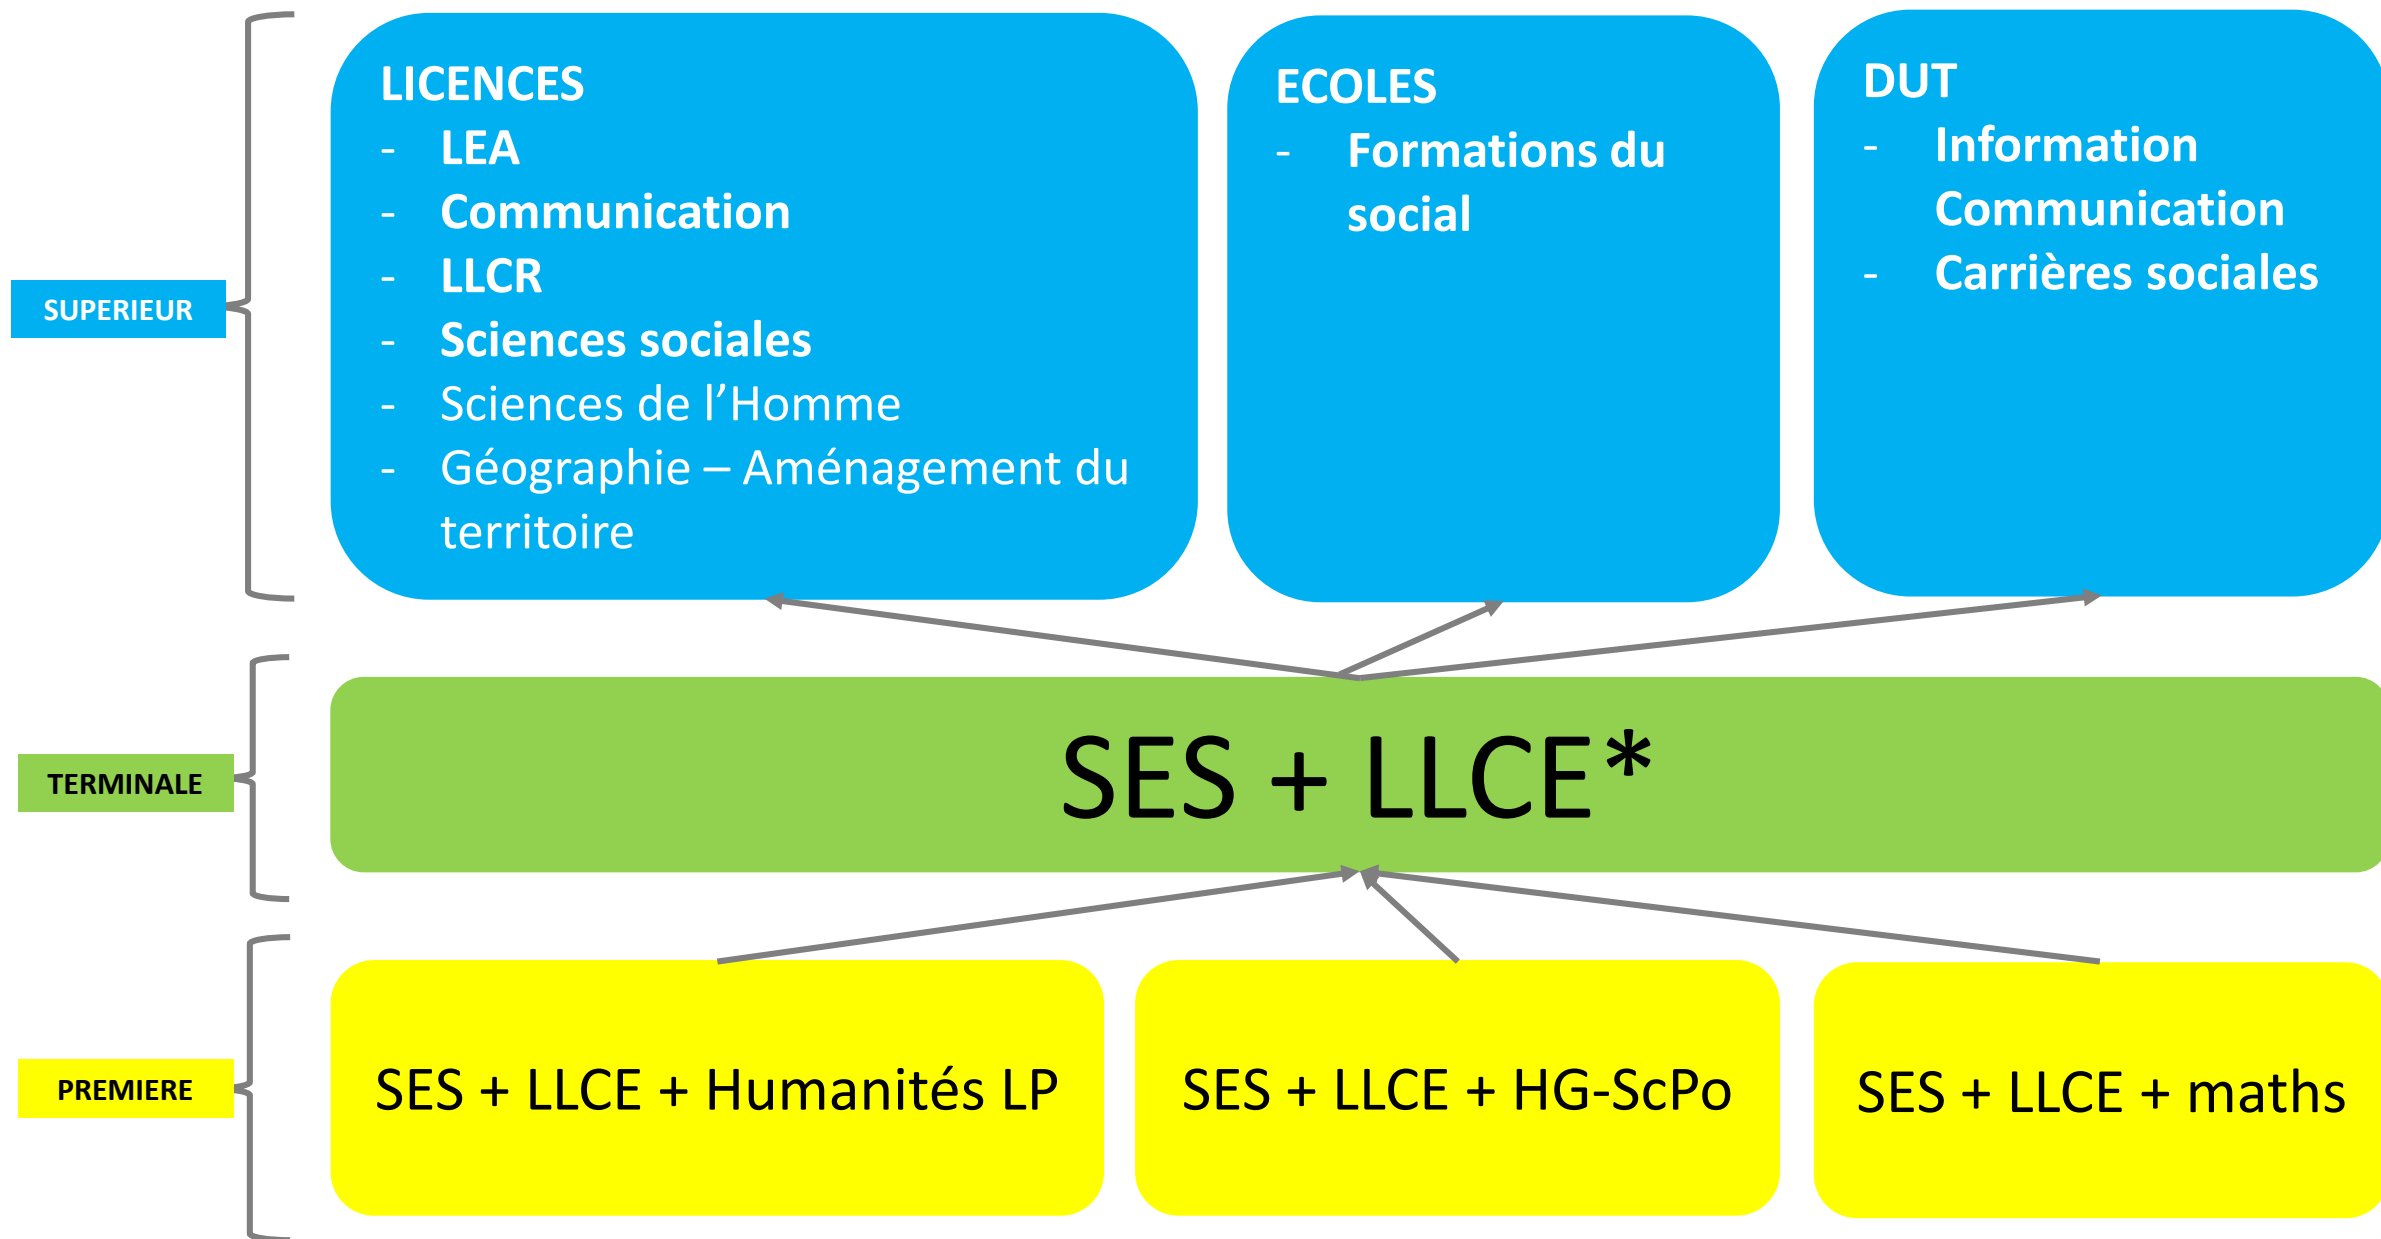 SUPERIEUR
LICENCES
- LEA
- Communication
- LLCR
- Sciences sociales
- Sciences de l’Homme
- Géographie – Aménagement du
territoire
ECOLES
- Formations du
social
DUT
- Information
Communication
- Carrières sociales
TERMINALE
SES + LLCE*
PREMIERE
SES + LLCE + Humanités LP
SES + LLCE + HG-ScPo
SES + LLCE + maths